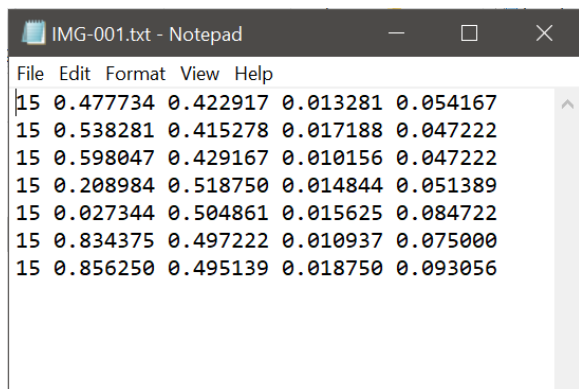 IMG-001.txt - Notepad
File Edit Format View Help
15 0.477734 0.422917 0.013281 0.054167
15 0.538281 0.415278 0.017188 0.047222
15 0.598047 0.429167 0.010156 0.047222
15 0.208984 0.518750 0.014844 0.051389
15 0.027344 0.504861 0.015625 0.084722
15 0.834375 0.497222 0.010937 0.075000
15 0.856250 0.495139 0.018750 0.093056